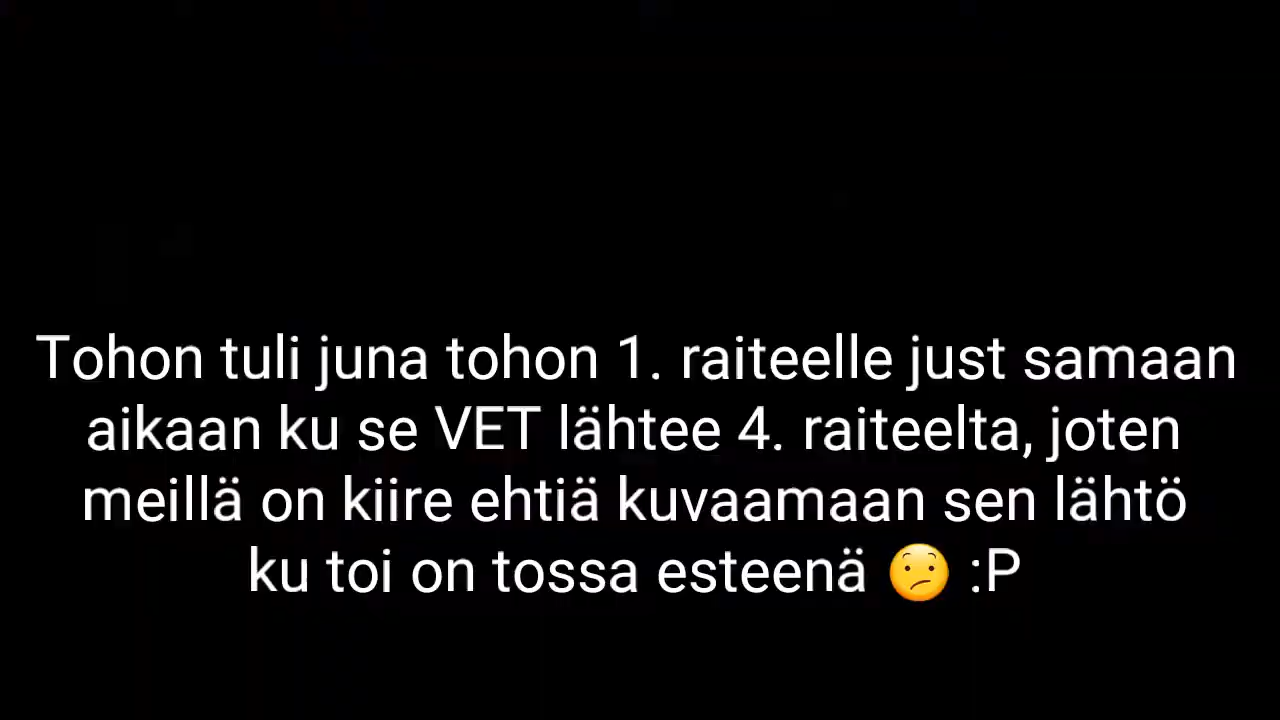 Tohon tuli juna tohon 1. raiteelle just samaan
aikaan ku se VET lähtee 4. raiteelta, joten
meillä on kiire ehtiä kuvaamaan sen lähtö
ku toi on tossa esteenä 😕 :P